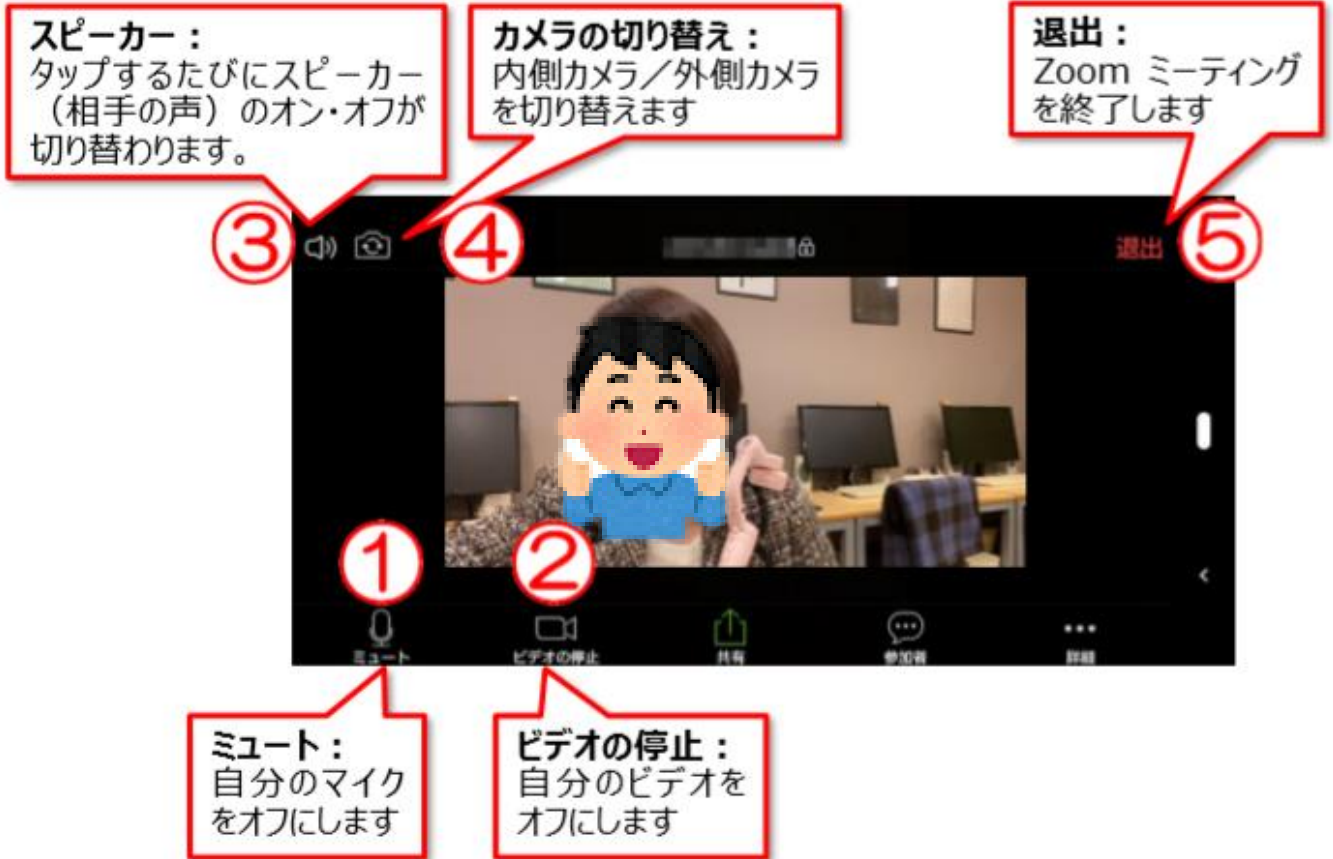 スピーカー：
タップするたびにスピーカー
（相手の声）のオン・オフが
切り替わります。
カメラの切り替え：
内側カメラ／外側カメラ
を切り替えます
退出：
Zoom ミーティング
を終了します
③
④
退出
⑤
①
②
ミュート
ビデオの停止
共有
参加者
詳細
ミュート：
自分のマイク
をオフにします
ビデオの停止：
自分のビデオを
オフにします